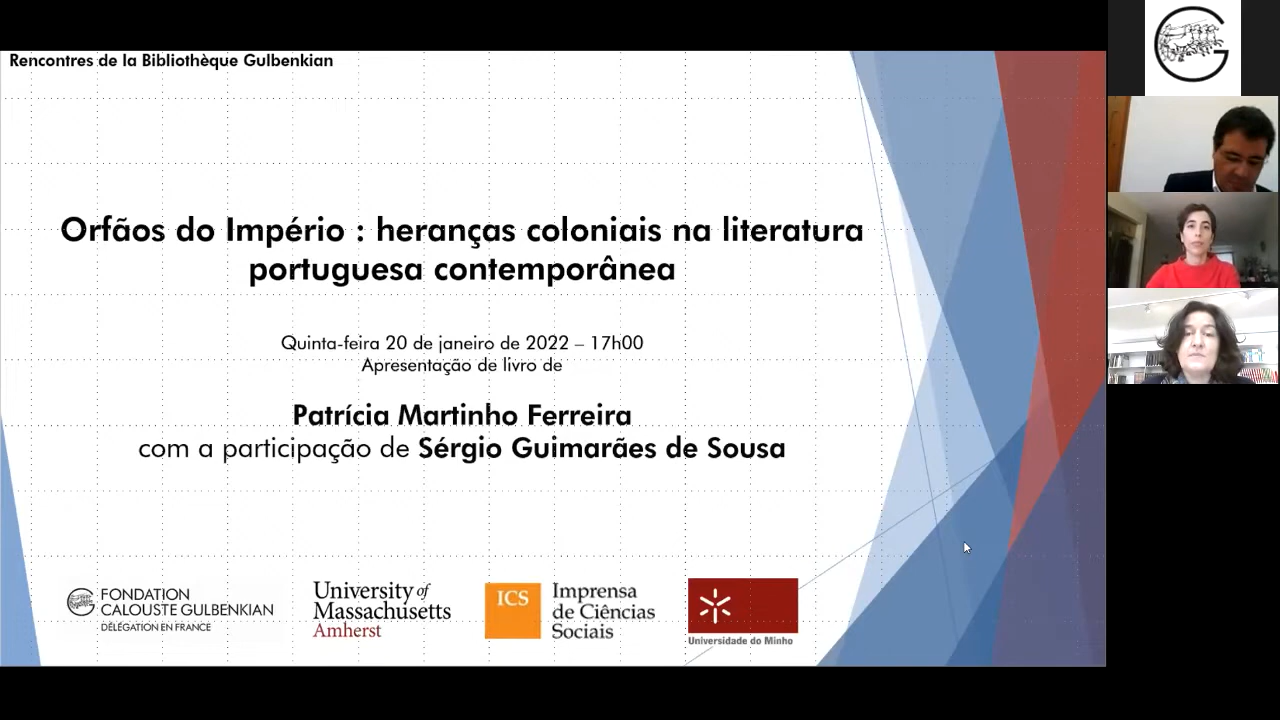 Rencontres de la Bibliothèque Gulbenkian
Orfãos do Império : heranças coloniais na literatura
portuguesa contemporânea
Quinta-feira 20 de janeiro de 2022 – 17h00
Apresentação de livro de
Patrícia Martinho Ferreira
com a participação de Sérgio Guimarães de Sousa
FONDATION
CALOUSTE GULBENKIAN
DÉLÉGATION EN FRANCE
University of
Massachusetts
Amherst
ICS
Imprensa
de Ciências
Sociais
Universidade do Minho